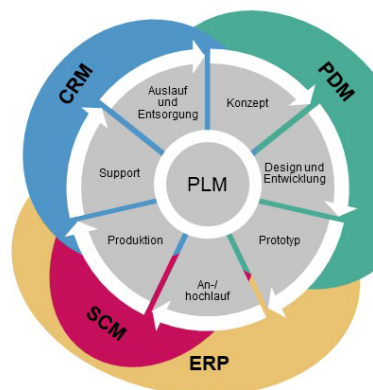 CRM
PDM
Auslauf
und
Entsorgung
Konzept
Support
PLM
Design und
Entwicklung
Produktion
Prototyp
An-/
hochlauf
SCM
ERP